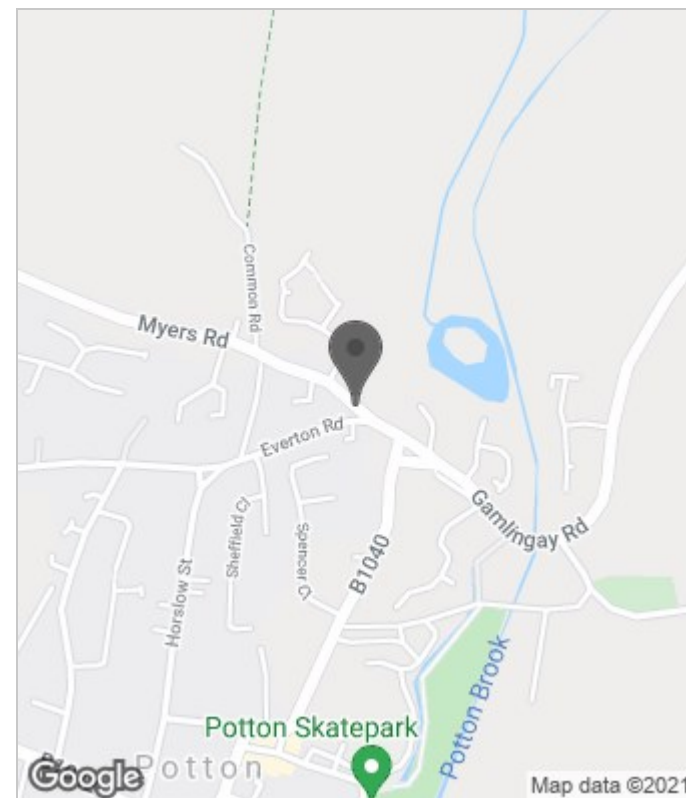 Common Rd
Myers Rd
Everton Rd
Gamlingay Rd
Sheffield Cl
Spencer Cl
B1040
Horslow St
Potton Brook
Potton Skatepark
Potton
Google
Map data ©2021